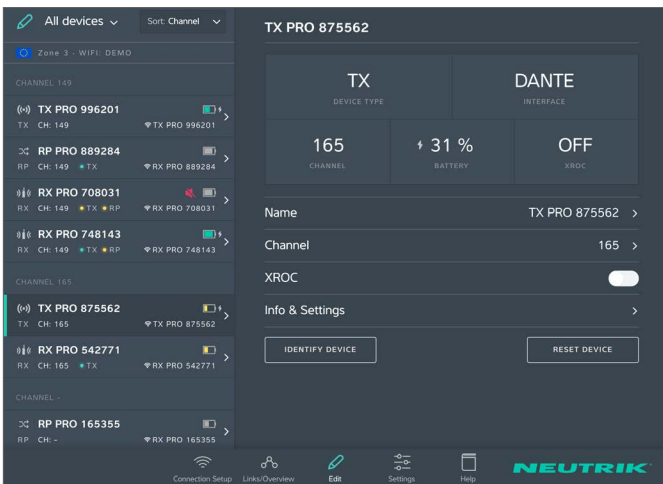 All devices
Sort: Channel
Zone 3 - WIFI: DEMO
CHANNEL 149
TX PRO 996201
TX CH: 149 TX PRO 996201
RP PRO 889284
RP CH: 149 TX RX PRO 889284
RX PRO 708031
RX CH: 149 TX RP RX PRO 708031
RX PRO 748143
RX CH: 149 TX RP RX PRO 748143
CHANNEL 165
TX PRO 875562
TX CH: 165 TX PRO 875562
RX PRO 542771
RX CH: 165 TX RX PRO 542771
CHANNEL -
RP PRO 165355
RP CH: - RX PRO 165355
TX PRO 875562
TX DANTE
DEVICE TYPE INTERFACE
165 31 % OFF
CHANNEL BATTERY XROC
Name TX PRO 875562
Channel 165
XROC
Info & Settings
IDENTIFY DEVICE RESET DEVICE
Connection Setup Links/Overview Edit Settings Help
NEUTRIK